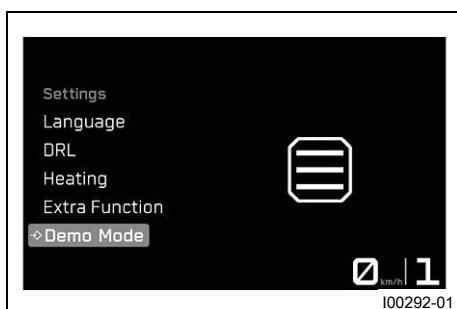 Settings
Language
DRL
Heating
Extra Function
Demo Mode
0 km/h 1
I00292-01